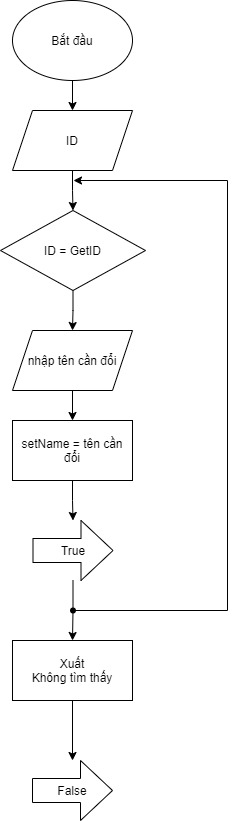 Bắt đầu
ID
ID = GetID
nhập tên cần đổi
setName = tên cần
đổi
True
Xuất
Không tìm thấy
False